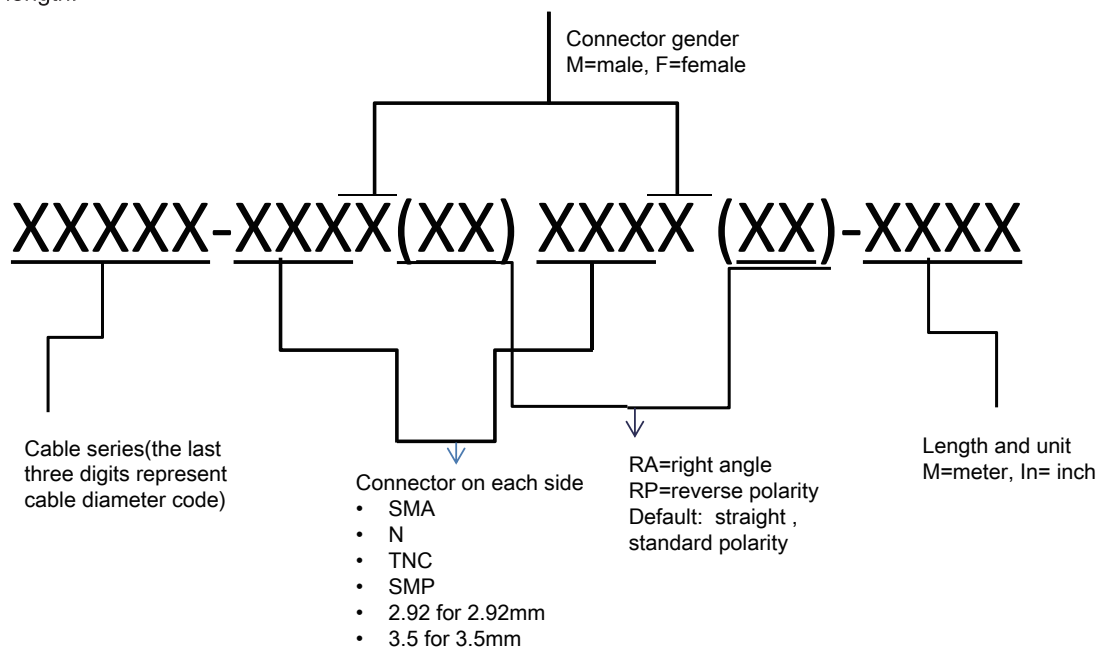 length.
Connector gender
M=male, F=female
XXXXX-XXXX(XX) XXXX (XX)-XXXX
Cable series(the last
three digits represent
cable diameter code)
Connector on each side
• SMA
• N
• TNC
• SMP
• 2.92 for 2.92mm
• 3.5 for 3.5mm
RA=right angle
RP=reverse polarity
Default: straight ,
standard polarity
Length and unit
M=meter, In= inch